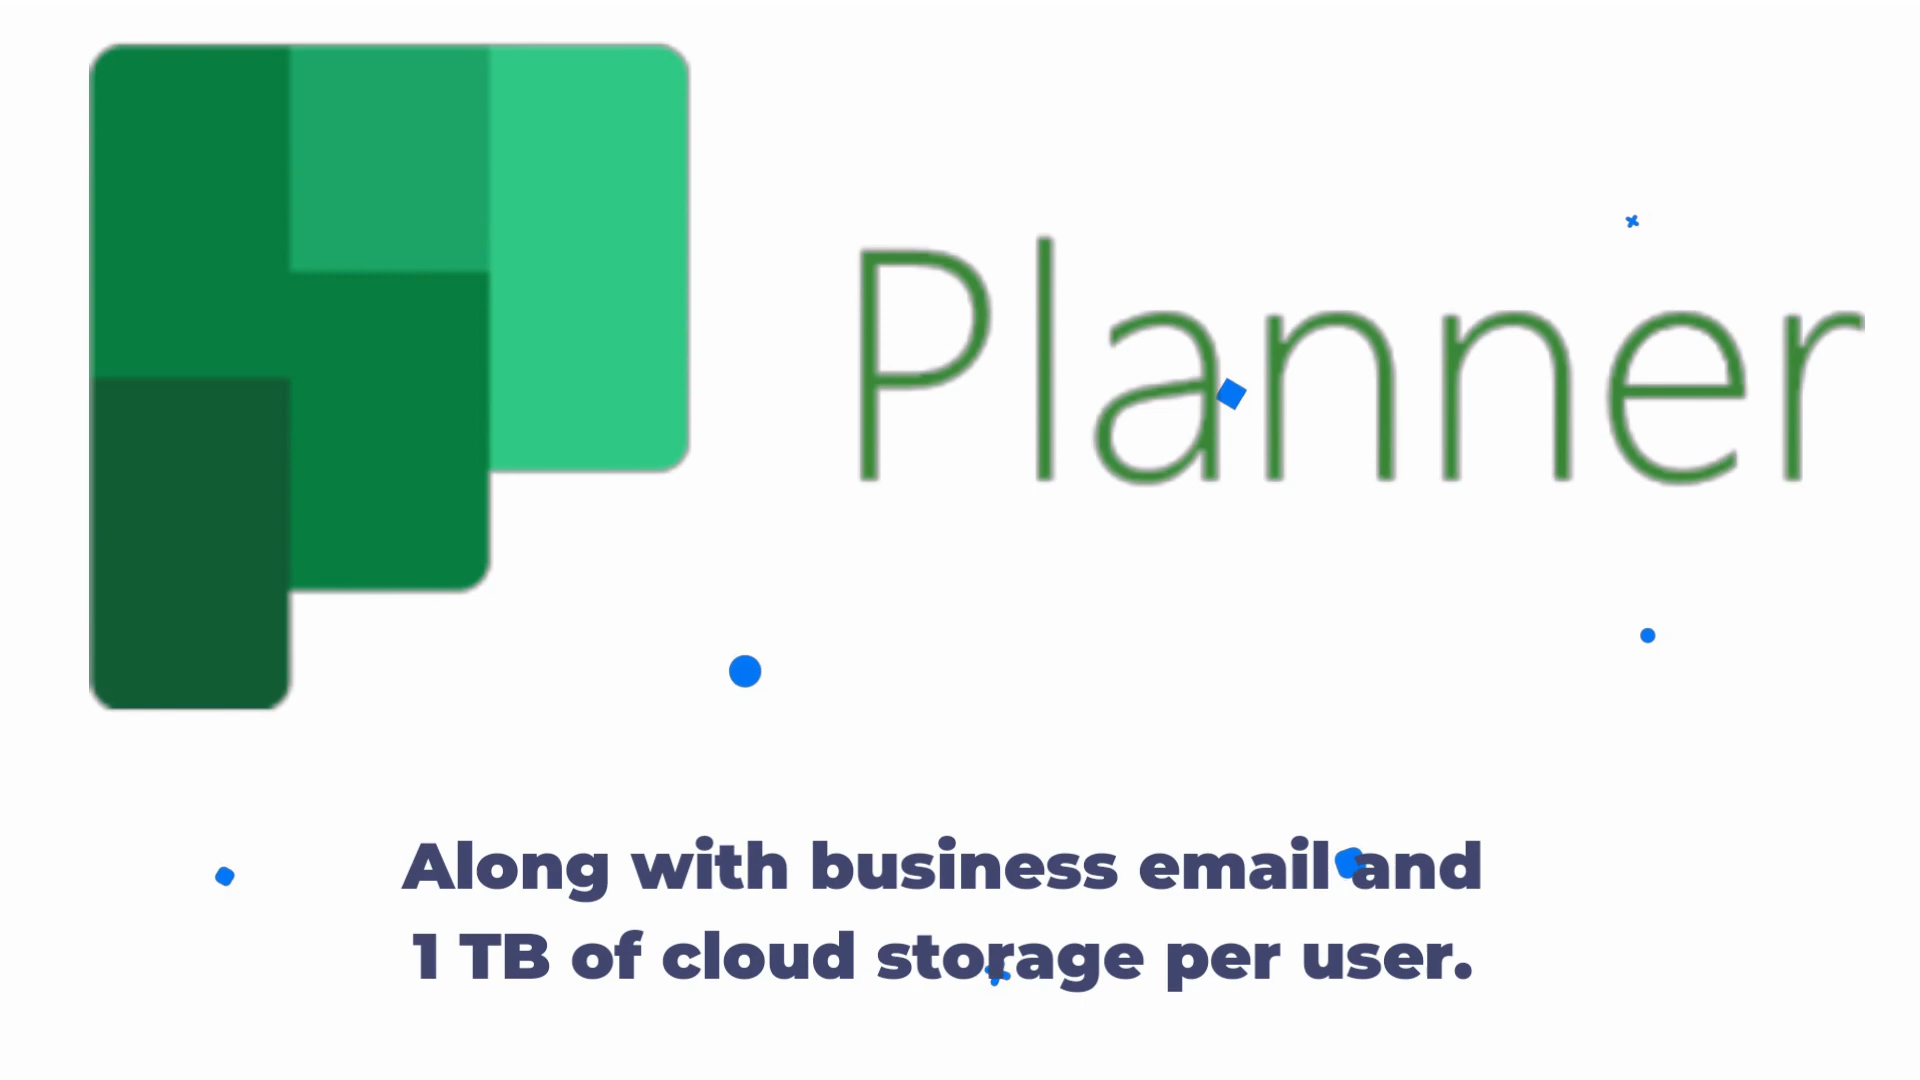 Planner
Along with business email and
1 TB of cloud storage per user.